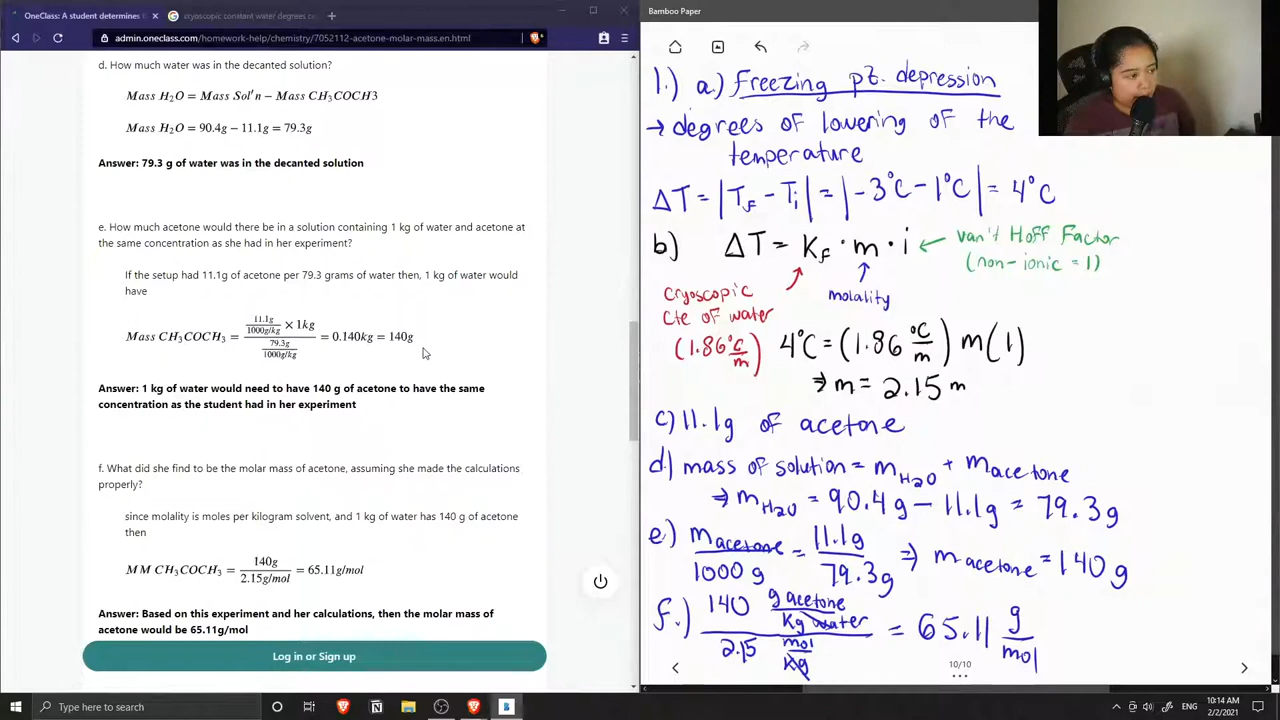 OneClass: A student determines t
cryoscopic constant water degrees ce
Bamboo Paper
admin.oneclass.com/homework-help/chemistry/7052112-acetone-molar-mass.en.html
d. How much water was in the decanted solution?
Mass H2O = Mass Sol'n − Mass CH3COCH3
Mass H2O = 90.4g − 11.1g = 79.3g
Answer: 79.3 g of water was in the decanted solution
e. How much acetone would there be in a solution containing 1 kg of water and acetone at
the same concentration as she had in her experiment?
If the setup had 11.1g of acetone per 79.3 grams of water then, 1 kg of water would
have
Mass CH3COCH3 = (11.1g / 1000g/kg × 1kg) / (79.3g / 1000g/kg) = 0.140kg = 140g
Answer: 1 kg of water would need to have 140 g of acetone to have the same
concentration as the student had in her experiment
f. What did she find to be the molar mass of acetone, assuming she made the calculations
properly?
since molality is moles per kilogram solvent, and 1 kg of water has 140 g of acetone
then
MM CH3COCH3 = 140g / 2.15g/mol = 65.11g/mol
Answer: Based on this experiment and her calculations, then the molar mass of
acetone would be 65.11g/mol
Log in or Sign up
1.) a.) Freezing pt. depression
→ degrees of lowering of the
temperature
ΔT = |Tf − Ti| = |−3°C − 1°C| = 4°C
b) ΔT = Kf · m · i ← van't Hoff Factor
(non-ionic = 1)
Cryoscopic
Cte of water
(1.86 °C/m)
molality
4°C = (1.86 °C/m) m(1)
⇒ m = 2.15 m
c) 11.1g of acetone
d) mass of solution = mH2O + macetone
⇒ mH2O = 90.4g − 11.1g = 79.3g
e) macetone / 1000g = 11.1g / 79.3g ⇒ macetone = 140g
f.) 140 g acetone / Kg water / 2.15 mol / Kg = 65.11 g / mol
10/10
Type here to search
ENG
10:14 AM
2/2/2021